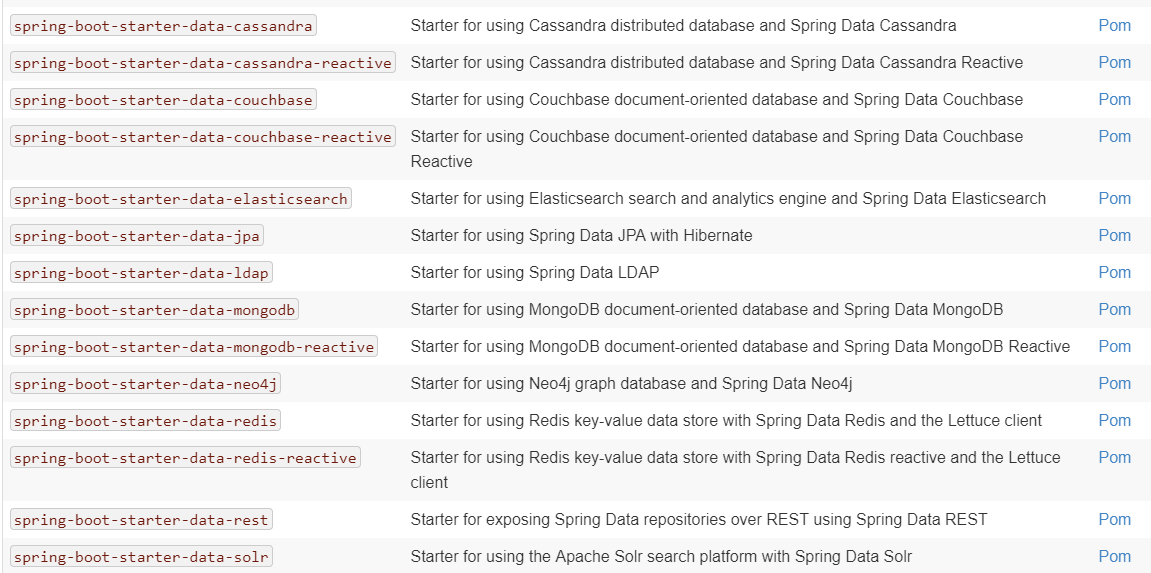 spring-boot-starter-data-cassandra Starter for using Cassandra distributed database and Spring Data Cassandra Pom
spring-boot-starter-data-cassandra-reactive Starter for using Cassandra distributed database and Spring Data Cassandra Reactive Pom
spring-boot-starter-data-couchbase Starter for using Couchbase document-oriented database and Spring Data Couchbase Pom
spring-boot-starter-data-couchbase-reactive Starter for using Couchbase document-oriented database and Spring Data Couchbase Pom
Reactive
spring-boot-starter-data-elasticsearch Starter for using Elasticsearch search and analytics engine and Spring Data Elasticsearch Pom
spring-boot-starter-data-jpa Starter for using Spring Data JPA with Hibernate Pom
spring-boot-starter-data-ldap Starter for using Spring Data LDAP Pom
spring-boot-starter-data-mongodb Starter for using MongoDB document-oriented database and Spring Data MongoDB Pom
spring-boot-starter-data-mongodb-reactive Starter for using MongoDB document-oriented database and Spring Data MongoDB Reactive Pom
spring-boot-starter-data-neo4j Starter for using Neo4j graph database and Spring Data Neo4j Pom
spring-boot-starter-data-redis Starter for using Redis key-value data store with Spring Data Redis and the Lettuce client Pom
spring-boot-starter-data-redis-reactive Starter for using Redis key-value data store with Spring Data Redis reactive and the Lettuce Pom
client
spring-boot-starter-data-rest Starter for exposing Spring Data repositories over REST using Spring Data REST Pom
spring-boot-starter-data-solr Starter for using the Apache Solr search platform with Spring Data Solr Pom